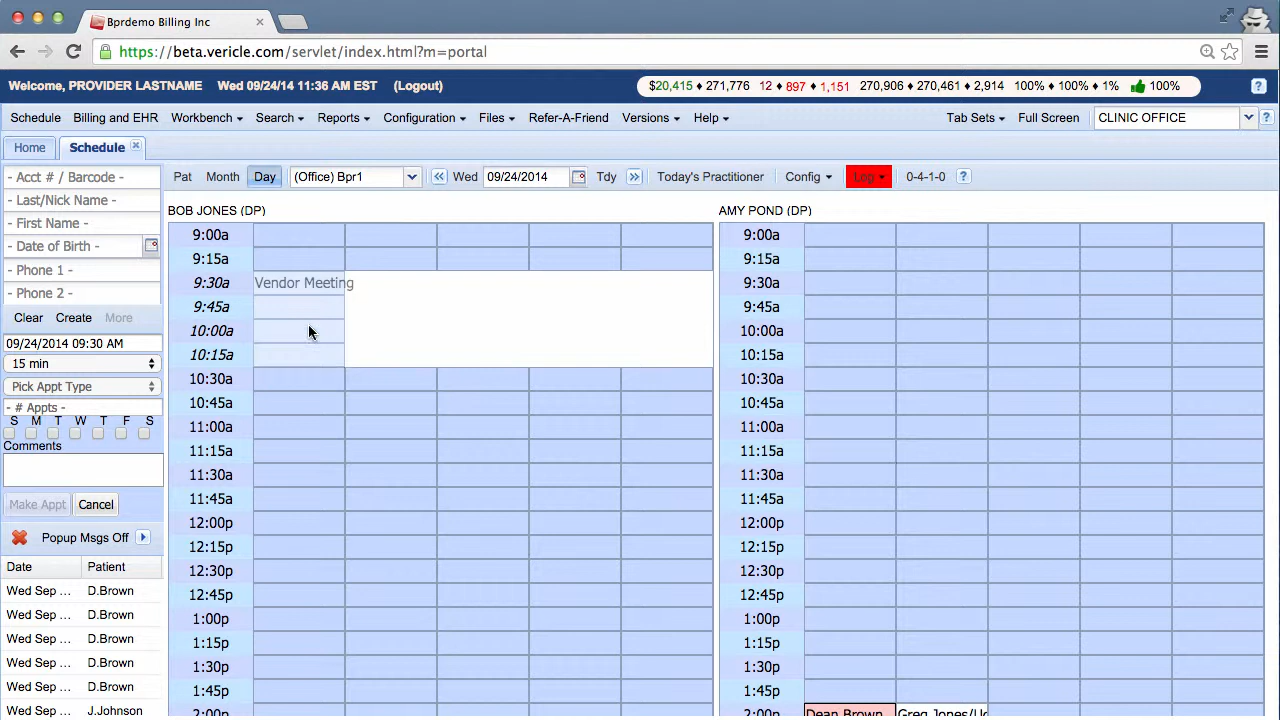 Bprdemo Billing Inc
https://beta.vericle.com/servlet/index.html?m=portal
Welcome, PROVIDER LASTNAME Wed 09/24/14 11:36 AM EST (Logout) $20,415 ♦ 271,776 12 ♦ 897 ♦ 1,151 270,906 ♦ 270,461 ♦ 2,914 100% ♦ 100% ♦ 1% 100% ?
Schedule Billing and EHR Workbench Search Reports Configuration Files Refer-A-Friend Versions Help Tab Sets Full Screen CLINIC OFFICE ?
Home Schedule
- Acct # / Barcode -
- Last/Nick Name -
- First Name -
- Date of Birth -
- Phone 1 -
- Phone 2 -
Clear Create More
09/24/2014 09:30 AM
15 min
Pick Appt Type
- # Appts -
S M T W T F S
Comments
Make Appt Cancel
Popup Msgs Off
Date Patient
Wed Sep ... D.Brown
Wed Sep ... D.Brown
Wed Sep ... D.Brown
Wed Sep ... D.Brown
Wed Sep ... D.Brown
Wed Sep ... J.Johnson
Month Day (Office) Bpr1 Wed 09/24/2014 Tdy Today's Practitioner Config Log 0-4-1-0 ?
BOB JONES (DP)
9:00a
9:15a
9:30a Vendor Meeting
9:45a
10:00a
10:15a
10:30a
10:45a
11:00a
11:15a
11:30a
11:45a
12:00p
12:15p
12:30p
12:45p
1:00p
1:15p
1:30p
1:45p
2:00p
AMY POND (DP)
9:00a
9:15a
9:30a
9:45a
10:00a
10:15a
10:30a
10:45a
11:00a
11:15a
11:30a
11:45a
12:00p
12:15p
12:30p
12:45p
1:00p
1:15p
1:30p
1:45p
2:00p Dean Brown Greg Jones/